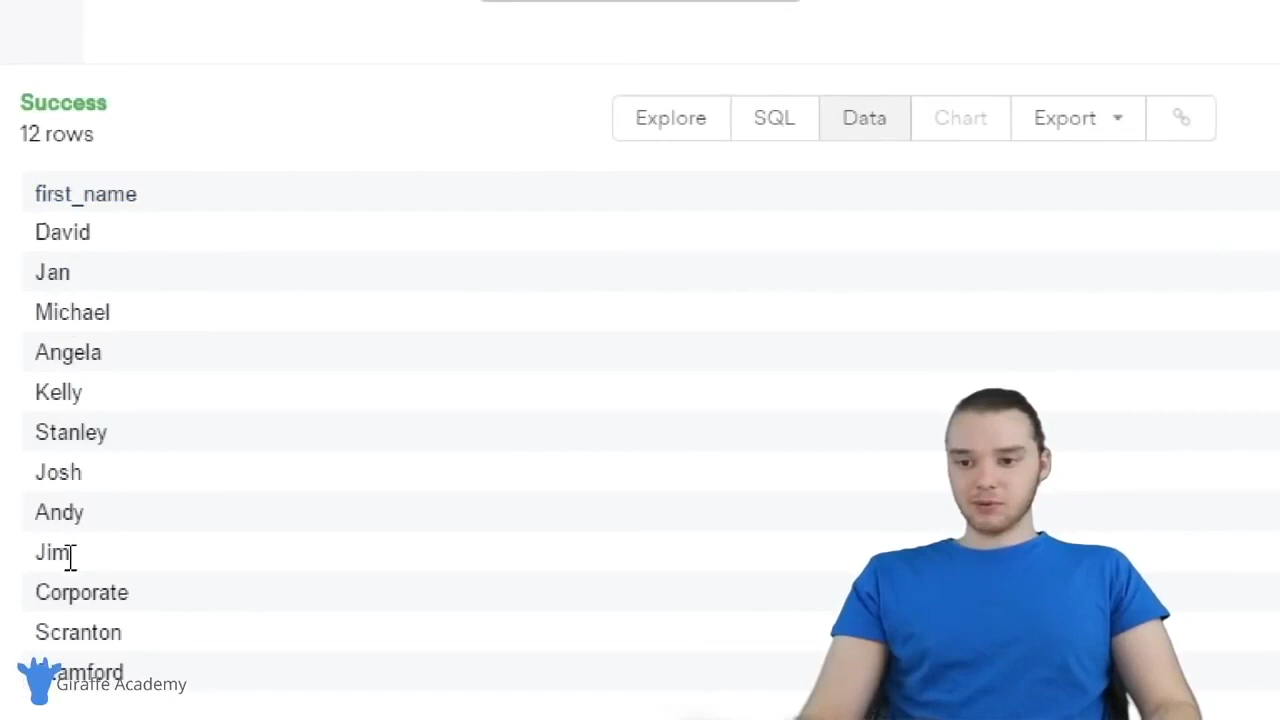 Success
12 rows
Explore SQL Data Chart Export
first_name
David
Jan
Michael
Angela
Kelly
Stanley
Josh
Andy
Jim
Corporate
Scranton
Stamford
Giraffe Academy